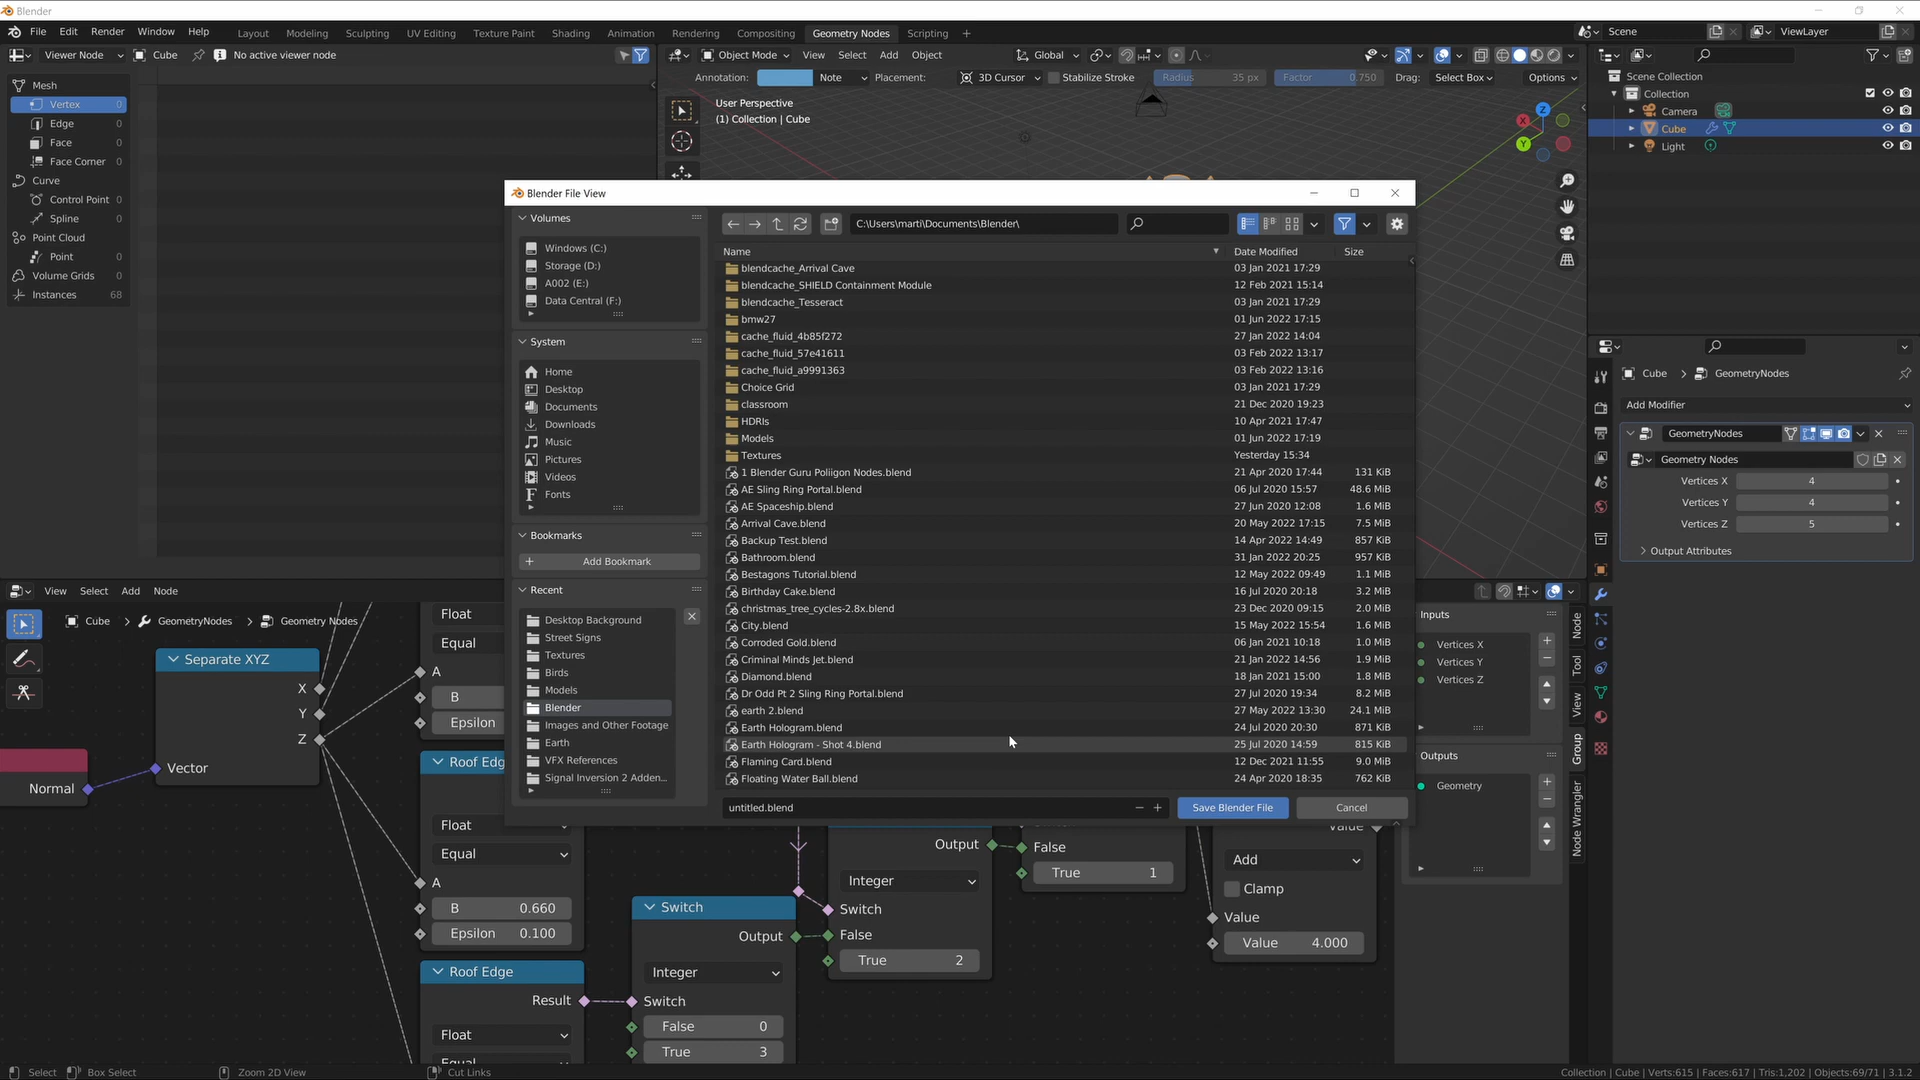 Blender
File Edit Render Window Help Layout Modeling Sculpting UV Editing Texture Paint Shading Animation Rendering Compositing Geometry Nodes Scripting + Scene ViewLayer
Viewer Node Cube No active viewer node Object Mode View Select Add Object Global
Annotation: Note Placement: 3D Cursor Stabilize Stroke Radius 35 px Factor 0.750 Drag: Select Box Options
Mesh
Vertex 0
Edge 0
Face 0
Face Corner 0
Curve
Control Point 0
Spline 0
Point Cloud
Point 0
Volume Grids
Instances 68
User Perspective
(1) Collection | Cube
Z
X
Y
Scene Collection
Collection
Camera
Cube
Light
Cube GeometryNodes
Add Modifier
GeometryNodes
Geometry Nodes
Vertices X 4
Vertices Y 4
Vertices Z 5
Output Attributes
Blender File View
Volumes
Windows (C:)
Storage (D:)
A002 (E:)
Data Central (F:)
System
Home
Desktop
Documents
Downloads
Music
Pictures
Videos
Fonts
Bookmarks
Add Bookmark
Recent
Desktop Background
Street Signs
Textures
Birds
Models
Blender
Images and Other Footage
Earth
VFX References
Signal Inversion 2 Adden...
C:\Users\marti\Documents\Blender\
Name Date Modified Size
blendcache_Arrival Cave 03 Jan 2021 17:29
blendcache_SHIELD Containment Module 12 Feb 2021 15:14
blendcache_Tesseract 03 Jan 2021 17:29
bmw27 01 Jun 2022 17:15
cache_fluid_4b85f272 27 Jan 2022 14:04
cache_fluid_57e41611 03 Feb 2022 13:17
cache_fluid_a9991363 03 Feb 2022 13:16
Choice Grid 03 Jan 2021 17:29
classroom 21 Dec 2020 19:23
HDRIs 10 Apr 2021 17:47
Models 01 Jun 2022 17:19
Textures Yesterday 15:34
1 Blender Guru Poliigon Nodes.blend 21 Apr 2020 17:44 131 KiB
AE Sling Ring Portal.blend 06 Jul 2020 15:57 48.6 MiB
AE Spaceship.blend 27 Jun 2020 12:08 1.6 MiB
Arrival Cave.blend 20 May 2022 17:15 7.5 MiB
Backup Test.blend 14 Apr 2022 14:49 857 KiB
Bathroom.blend 31 Jan 2022 20:25 957 KiB
Bestagons Tutorial.blend 12 May 2022 09:49 1.1 MiB
Birthday Cake.blend 16 Jul 2020 20:18 3.2 MiB
christmas_tree_cycles-2.8x.blend 23 Dec 2020 09:15 2.0 MiB
City.blend 15 May 2022 15:54 1.6 MiB
Corroded Gold.blend 06 Jan 2021 10:18 1.0 MiB
Criminal Minds Jet.blend 21 Jan 2022 14:56 1.9 MiB
Diamond.blend 18 Jan 2021 15:00 1.8 MiB
Dr Odd Pt 2 Sling Ring Portal.blend 27 Jul 2020 19:34 8.2 MiB
earth 2.blend 27 May 2022 13:30 24.1 MiB
Earth Hologram.blend 24 Jul 2020 20:30 871 KiB
Earth Hologram - Shot 4.blend 25 Jul 2020 14:59 815 KiB
Flaming Card.blend 12 Dec 2021 11:55 9.0 MiB
Floating Water Ball.blend 24 Apr 2020 18:35 762 KiB
untitled.blend Save Blender File Cancel
View Select Add Node
Cube GeometryNodes Geometry Nodes
Separate XYZ
X
Y
Z
Vector
Normal
Float
Equal
A
B
Epsilon
Roof Edg
Float
Equal
A
B 0.660
Epsilon 0.100
Roof Edge
Result
Float
Equal
Switch
Output
Integer
Switch
False 0
True 3
Output
Integer
Switch
False
True 2
False
True 1
Value
Add
Clamp
Value
Value 4.000
Inputs
Vertices X
Vertices Y
Vertices Z
Outputs
Geometry
Node
Tool
View
Group
Node Wrangler
Select Box Select Zoom 2D View Cut Links Collection | Cube | Verts:615 | Faces:617 | Tris:1,202 | Objects:69/71 | 3.1.2